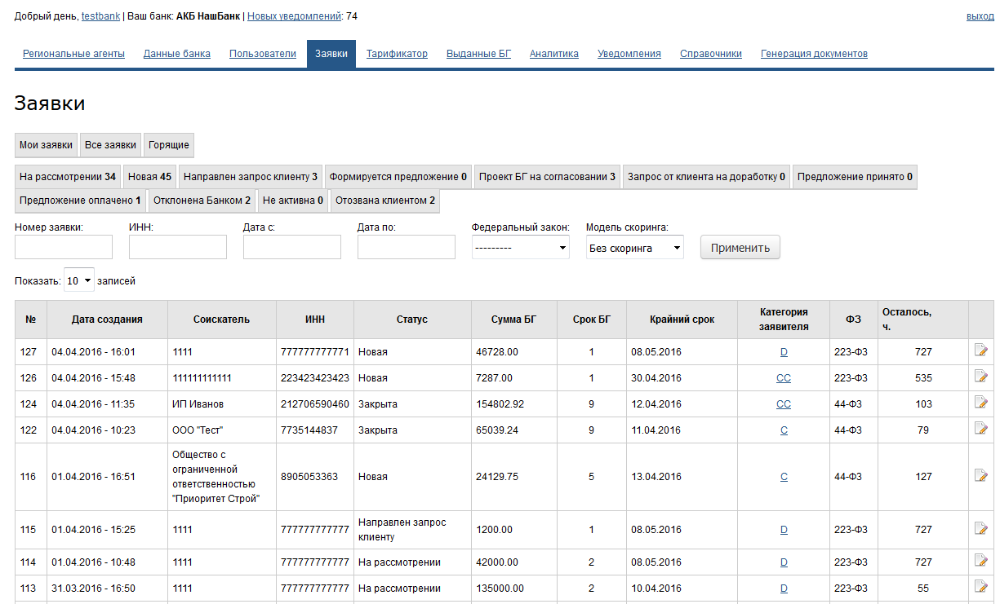 Добрый день, testbank | Ваш банк: АКБ НашБанк | Новых уведомлений: 74 выход
Региональные агенты Данные банка Пользователи Заявки Тарификатор Выданные БГ Аналитика Уведомления Справочники Генерация документов
Заявки
Мои заявки Все заявки Горящие
На рассмотрении 34 Новая 45 Направлен запрос клиенту 3 Формируется предложение 0 Проект БГ на согласовании 3 Запрос от клиента на доработку 0 Предложение принято 0
Предложение оплачено 1 Отклонена Банком 2 Не активна 0 Отозвана клиентом 2
Номер заявки: ИНН: Дата с: Дата по: Федеральный закон: Модель скоринга:
--------- Без скоринга Применить
Показать: 10 записей
№ Дата создания Соискатель ИНН Статус Сумма БГ Срок БГ Крайний срок Категория заявителя ФЗ Осталось, ч.
127 04.04.2016 - 16:01 1111 777777777771 Новая 46728.00 1 08.05.2016 D 223-ФЗ 727
126 04.04.2016 - 15:48 111111111111 223423423423 Новая 7287.00 1 30.04.2016 CC 223-ФЗ 535
124 04.04.2016 - 11:35 ИП Иванов 212706590460 Закрыта 154802.92 9 12.04.2016 CC 44-ФЗ 103
122 04.04.2016 - 10:23 ООО "Тест" 7735144837 Закрыта 65039.24 9 11.04.2016 C 44-ФЗ 79
116 01.04.2016 - 16:51 Общество с ограниченной ответственностью "Приоритет Строй" 8905053363 Новая 24129.75 5 13.04.2016 C 44-ФЗ 127
115 01.04.2016 - 15:25 1111 777777777777 Направлен запрос клиенту 1200.00 1 08.05.2016 D 223-ФЗ 727
114 01.04.2016 - 10:48 1111 777777777777 На рассмотрении 42000.00 2 08.05.2016 D 223-ФЗ 727
113 31.03.2016 - 16:50 1111 777777777777 На рассмотрении 135000.00 2 10.04.2016 D 223-ФЗ 55